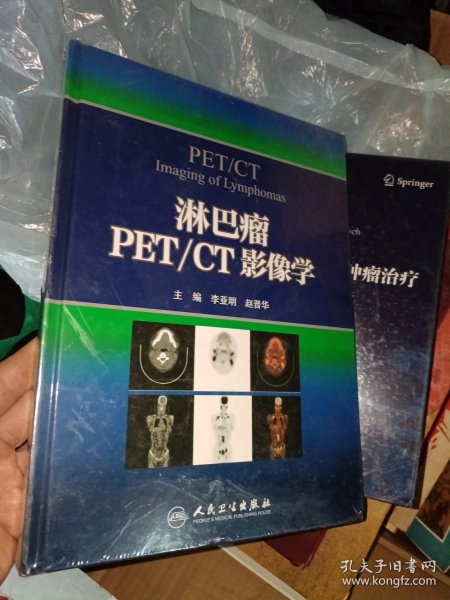 PET/CT
Imaging of Lymphomas
淋巴瘤
PET/CT 影像学
主 编 李亚明 赵晋华
人民卫生出版社
PEOPLE'S MEDICAL PUBLISHING HOUSE
Springer
肿瘤治疗
孔夫子旧书网
www.kongfz.com